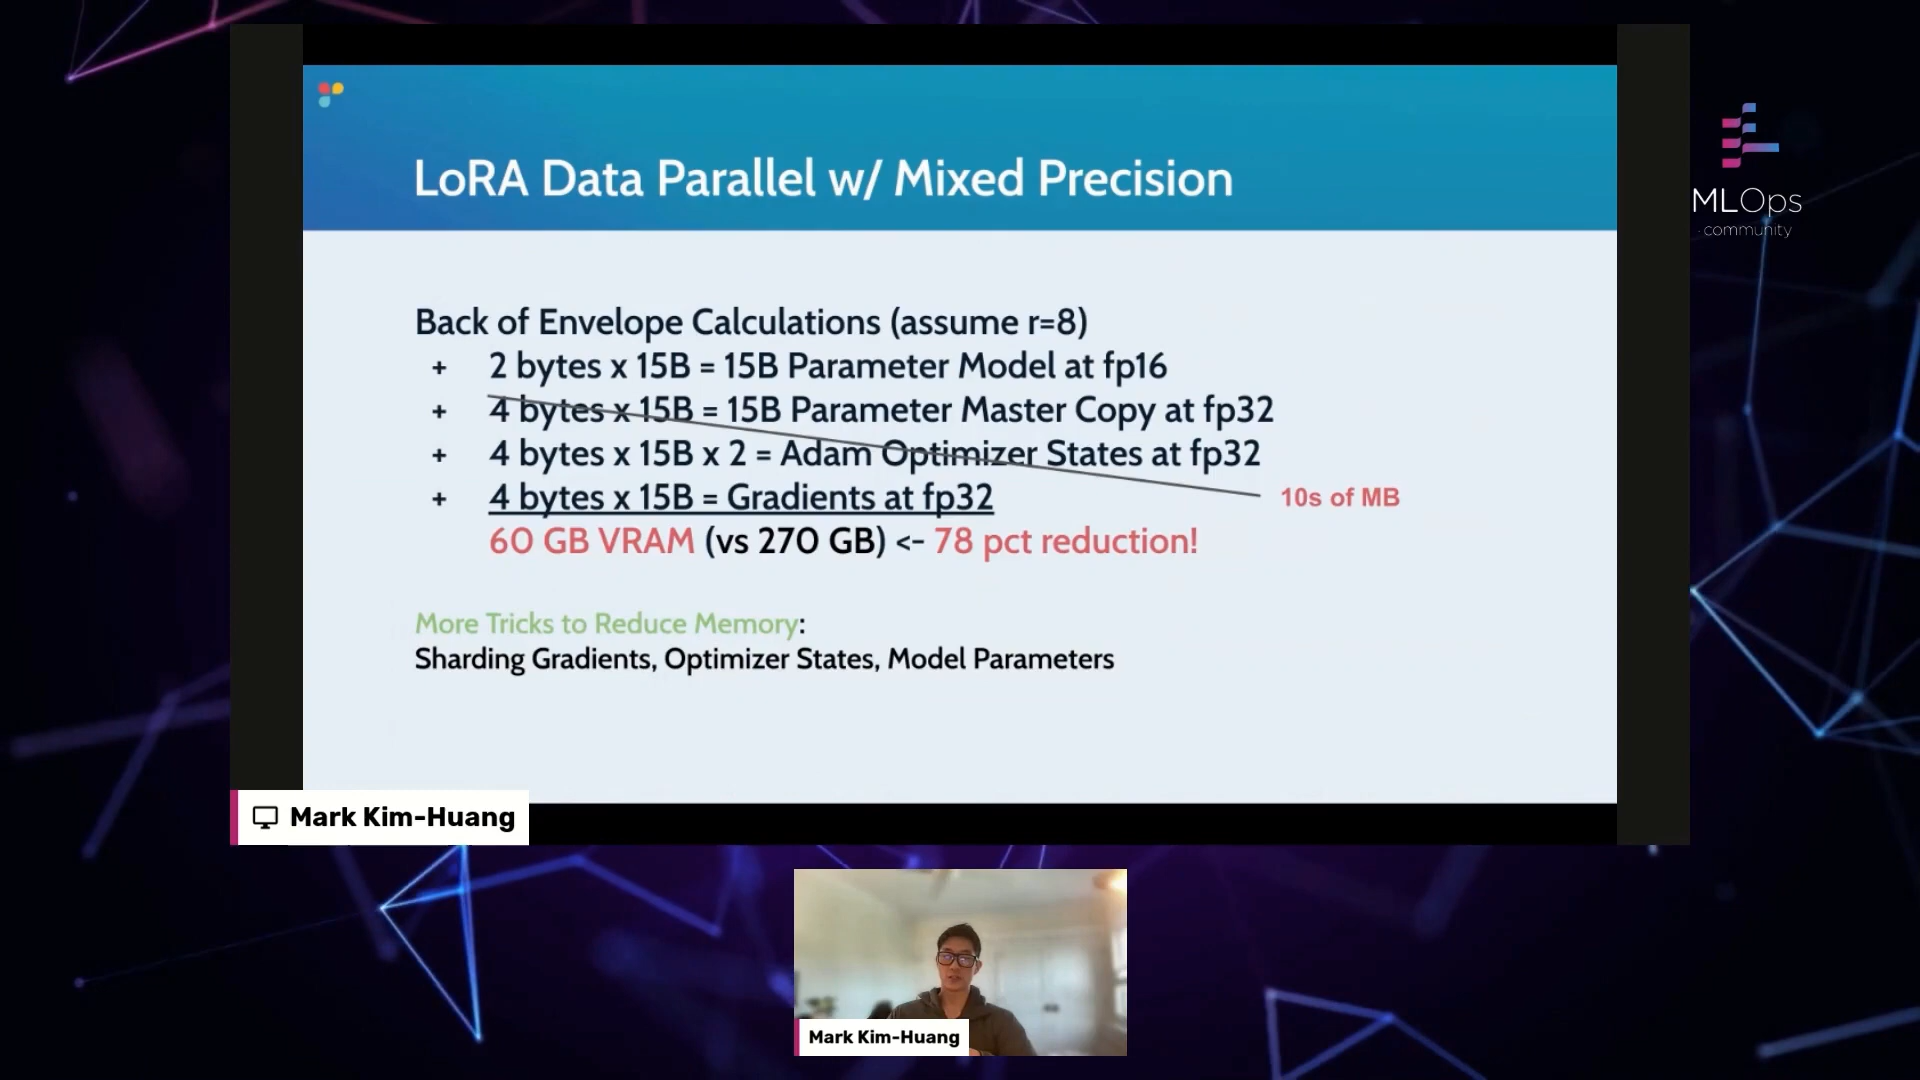 LoRA Data Parallel w/ Mixed Precision
MLOps
community
Back of Envelope Calculations (assume r=8)
+ 2 bytes x 15B = 15B Parameter Model at fp16
+ 4 bytes x 15B = 15B Parameter Master Copy at fp32
+ 4 bytes x 15B x 2 = Adam Optimizer States at fp32
+ 4 bytes x 15B = Gradients at fp32
10s of MB
60 GB VRAM (vs 270 GB) <- 78 pct reduction!
More Tricks to Reduce Memory:
Sharding Gradients, Optimizer States, Model Parameters
Mark Kim-Huang
Mark Kim-Huang